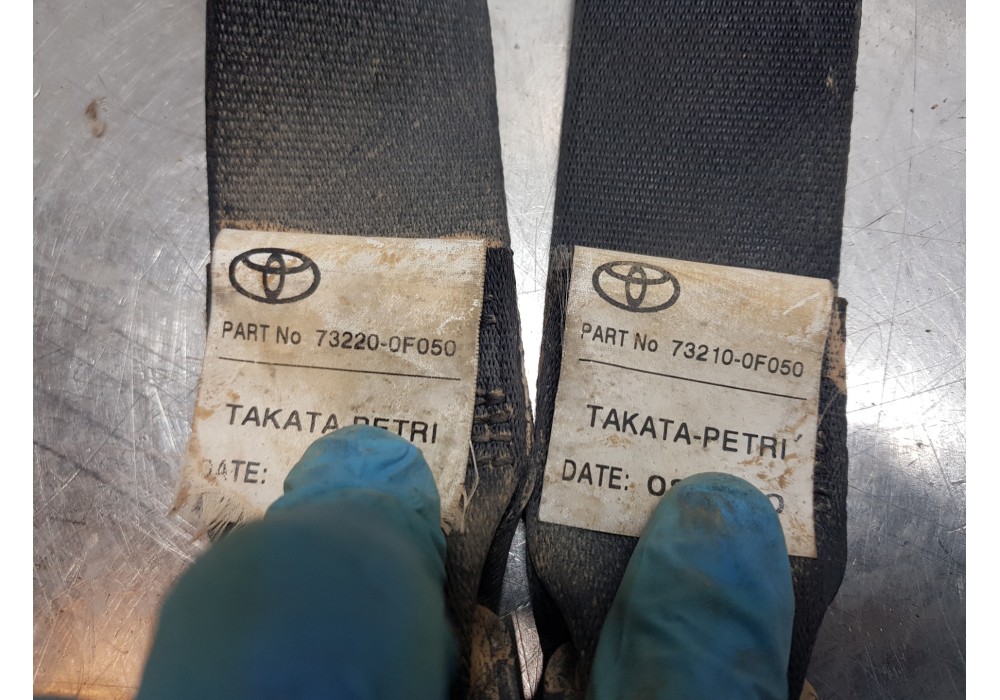 PART No 73220-0F050
TAKATA-PETRI
DATE:
PART No 73210-0F050
TAKATA-PETRI
DATE: